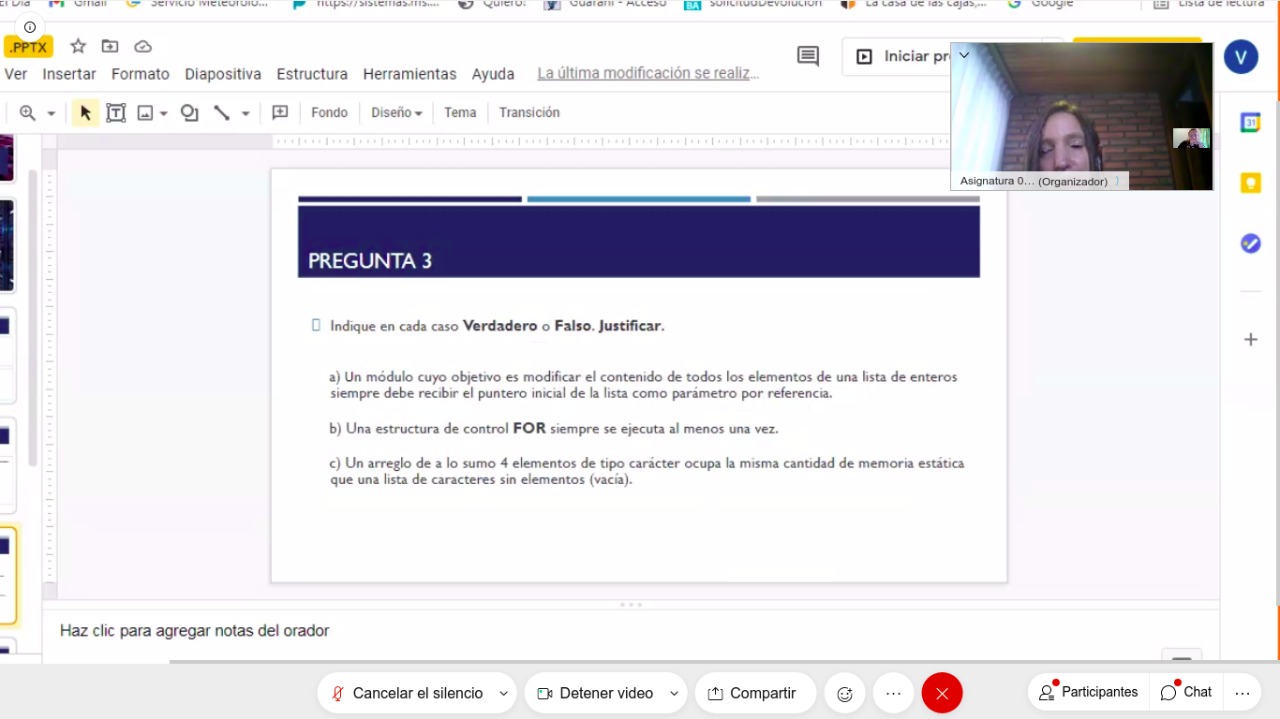 Gmail
Servicio Meteoroló...
https://sistemas.ms....
Quiero!
Guaraní - Acceso
BA solicitudDevolucion
La casa de las cajas,...
Google
Lista de lectura
.PPTX
Iniciar pr
V
Ver Insertar Formato Diapositiva Estructura Herramientas Ayuda La última modificación se realiz...
Fondo Diseño Tema Transición
31
Asignatura 0... (Organizador)
PREGUNTA 3
Indique en cada caso Verdadero o Falso. Justificar.
a) Un módulo cuyo objetivo es modificar el contenido de todos los elementos de una lista de enteros
siempre debe recibir el puntero inicial de la lista como parámetro por referencia.
b) Una estructura de control FOR siempre se ejecuta al menos una vez.
c) Un arreglo de a lo sumo 4 elementos de tipo carácter ocupa la misma cantidad de memoria estática
que una lista de caracteres sin elementos (vacía).
Haz clic para agregar notas del orador
Cancelar el silencio Detener video Compartir Participantes Chat